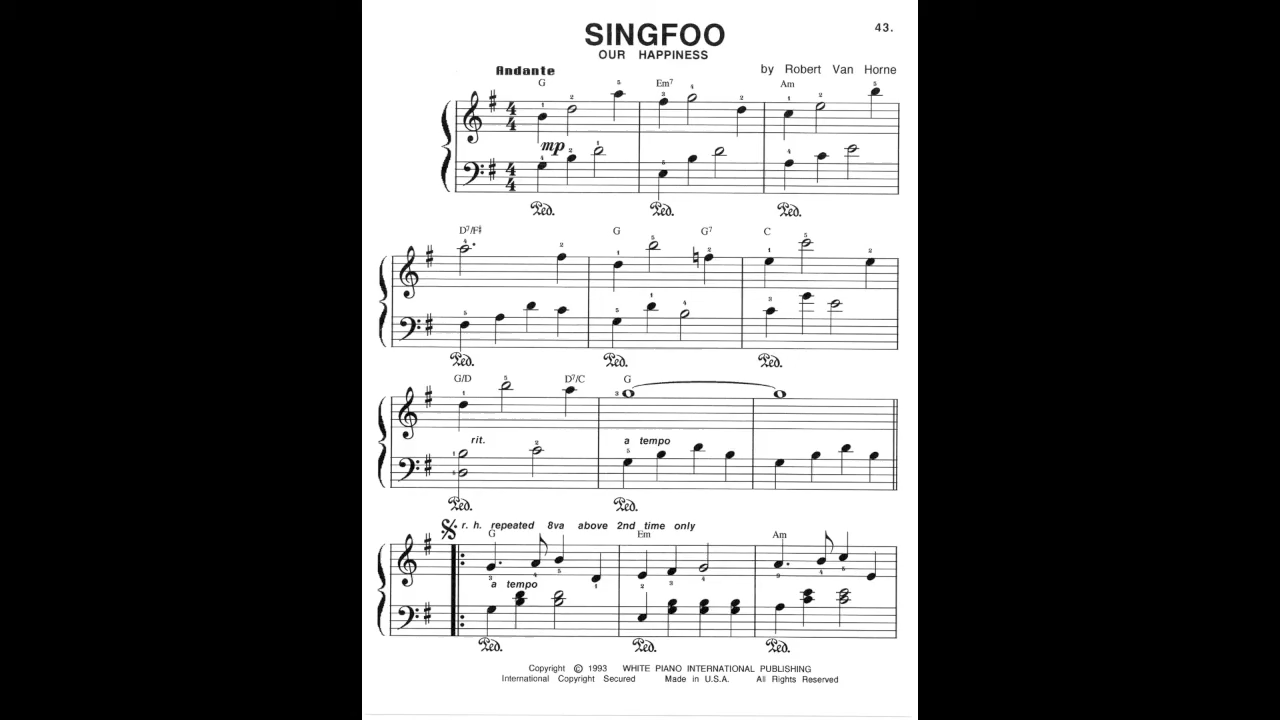 SINGFOO
43.
OUR HAPPINESS
Andante
by Robert Van Horne
G Em7 Am
mp
Ped. Ped. Ped.
D7/F# G G7 C
Ped. Ped. Ped.
G/D D7/C G
rit. a tempo
Ped. Ped.
r. h. repeated 8va above 2nd time only
G Em Am
a tempo
Ped. Ped. Ped.
Copyright © 1993 WHITE PIANO INTERNATIONAL PUBLISHING
International Copyright Secured Made in U.S.A. All Rights Reserved